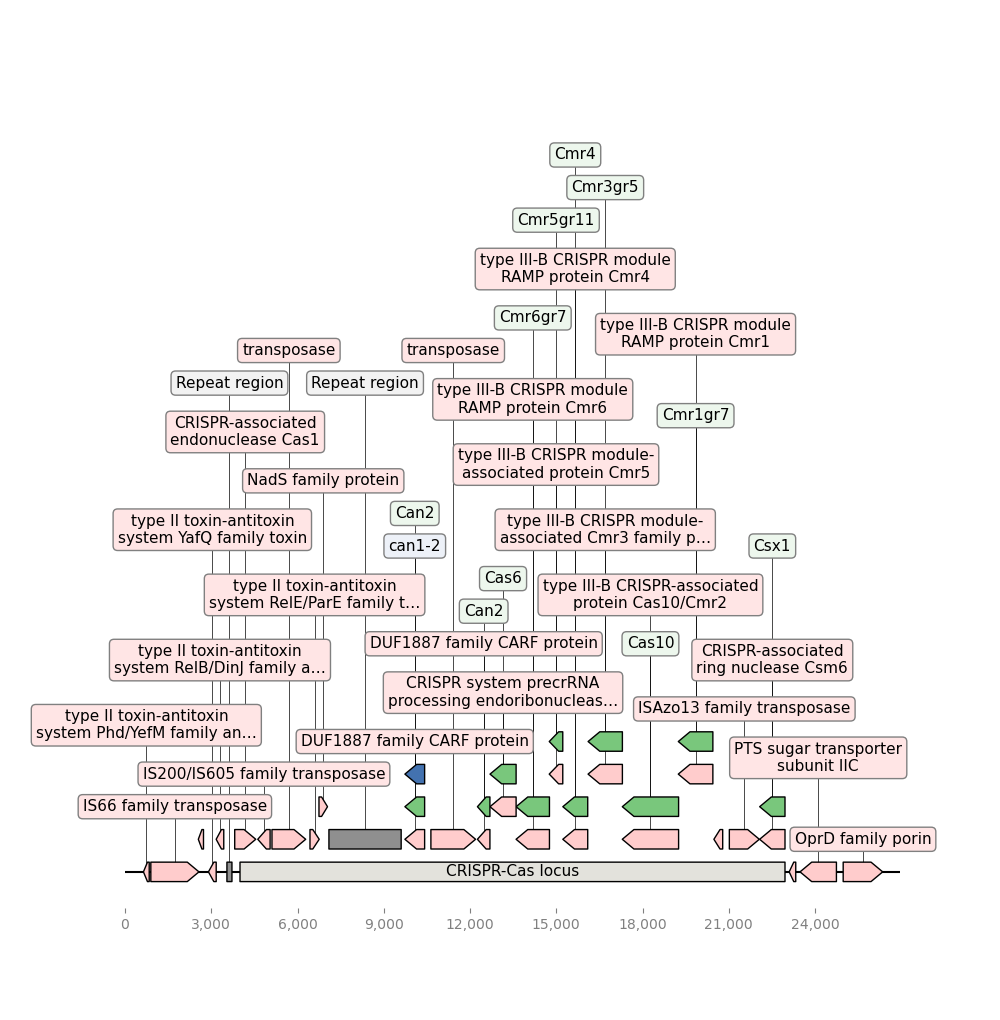 Cmr4
Cmr3gr5
Cmr5gr11
type III-B CRISPR module
RAMP protein Cmr4
Cmr6gr7
type III-B CRISPR module
RAMP protein Cmr1
transposase
transposase
Repeat region
Repeat region
type III-B CRISPR module
RAMP protein Cmr6
Cmr1gr7
CRISPR-associated
endonuclease Cas1
type III-B CRISPR module-
associated protein Cmr5
NadS family protein
Can2
type II toxin-antitoxin
system YafQ family toxin
type III-B CRISPR module-
associated Cmr3 family p…
can1-2
Csx1
Cas6
type II toxin-antitoxin
system RelE/ParE family t…
type III-B CRISPR-associated
protein Cas10/Cmr2
Can2
DUF1887 family CARF protein
Cas10
type II toxin-antitoxin
system RelB/DinJ family a…
CRISPR-associated
ring nuclease Csm6
CRISPR system precrRNA
processing endoribonucleas…
ISAzo13 family transposase
type II toxin-antitoxin
system Phd/YefM family an…
DUF1887 family CARF protein
PTS sugar transporter
subunit IIC
IS200/IS605 family transposase
IS66 family transposase
OprD family porin
CRISPR-Cas locus
0
3,000
6,000
9,000
12,000
15,000
18,000
21,000
24,000